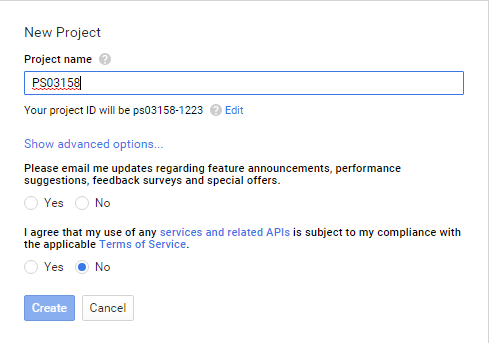 New Project
Project name ?
PS03158
Your project ID will be ps03158-1223 ? Edit
Show advanced options...
Please email me updates regarding feature announcements, performance
suggestions, feedback surveys and special offers.
Yes No
I agree that my use of any services and related APIs is subject to my compliance with
the applicable Terms of Service.
Yes No
Create Cancel